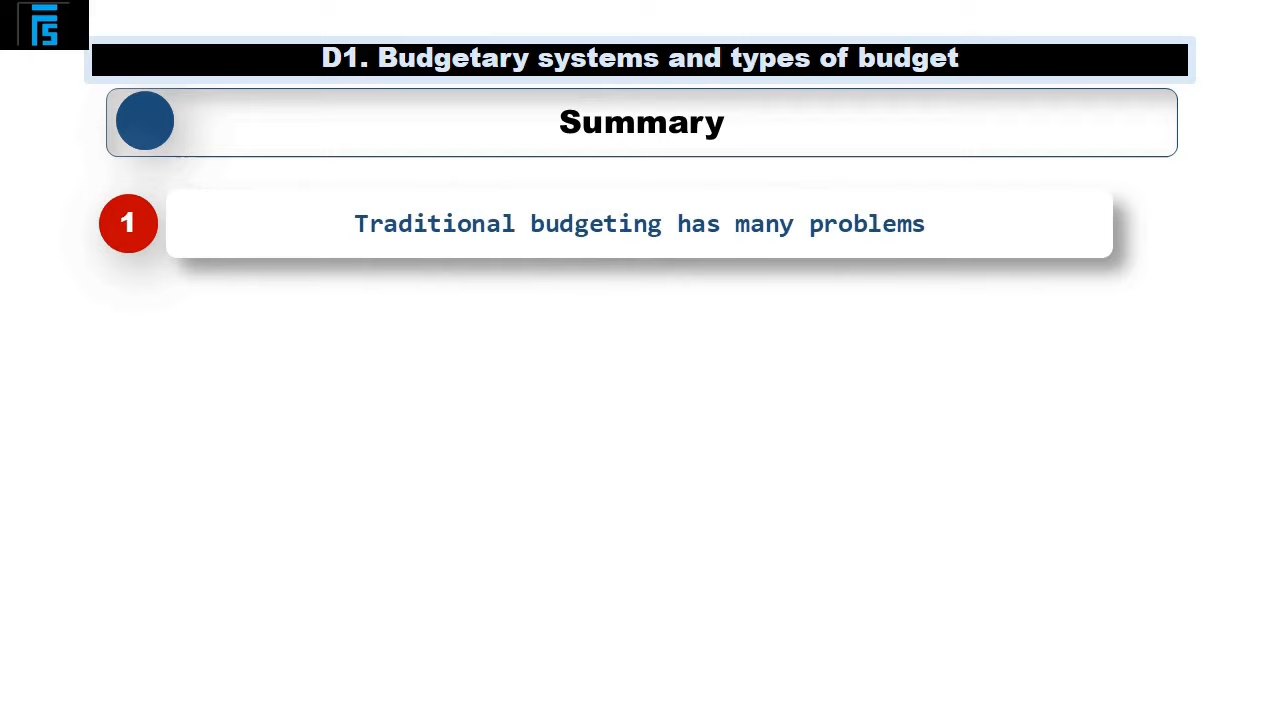 D1. Budgetary systems and types of budget
Summary
1
Traditional budgeting has many problems